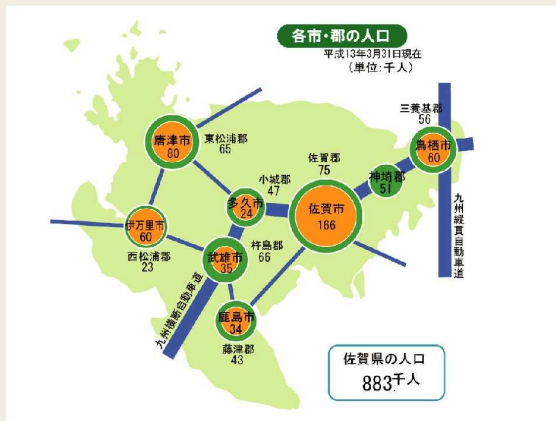 各市・郡の人口
平成13年3月31日現在
(単位:千人)
三養基郡
56
鳥栖市
60
唐津市
80
東松浦郡
65
佐賀郡
75
神埼郡
51
小城郡
47
多久市
24
佐賀市
166
九州縦貫自動車道
伊万里市
60
西松浦郡
23
杵島郡
66
武雄市
35
九州横断自動車道
鹿島市
34
藤津郡
43
佐賀県の人口
883千人